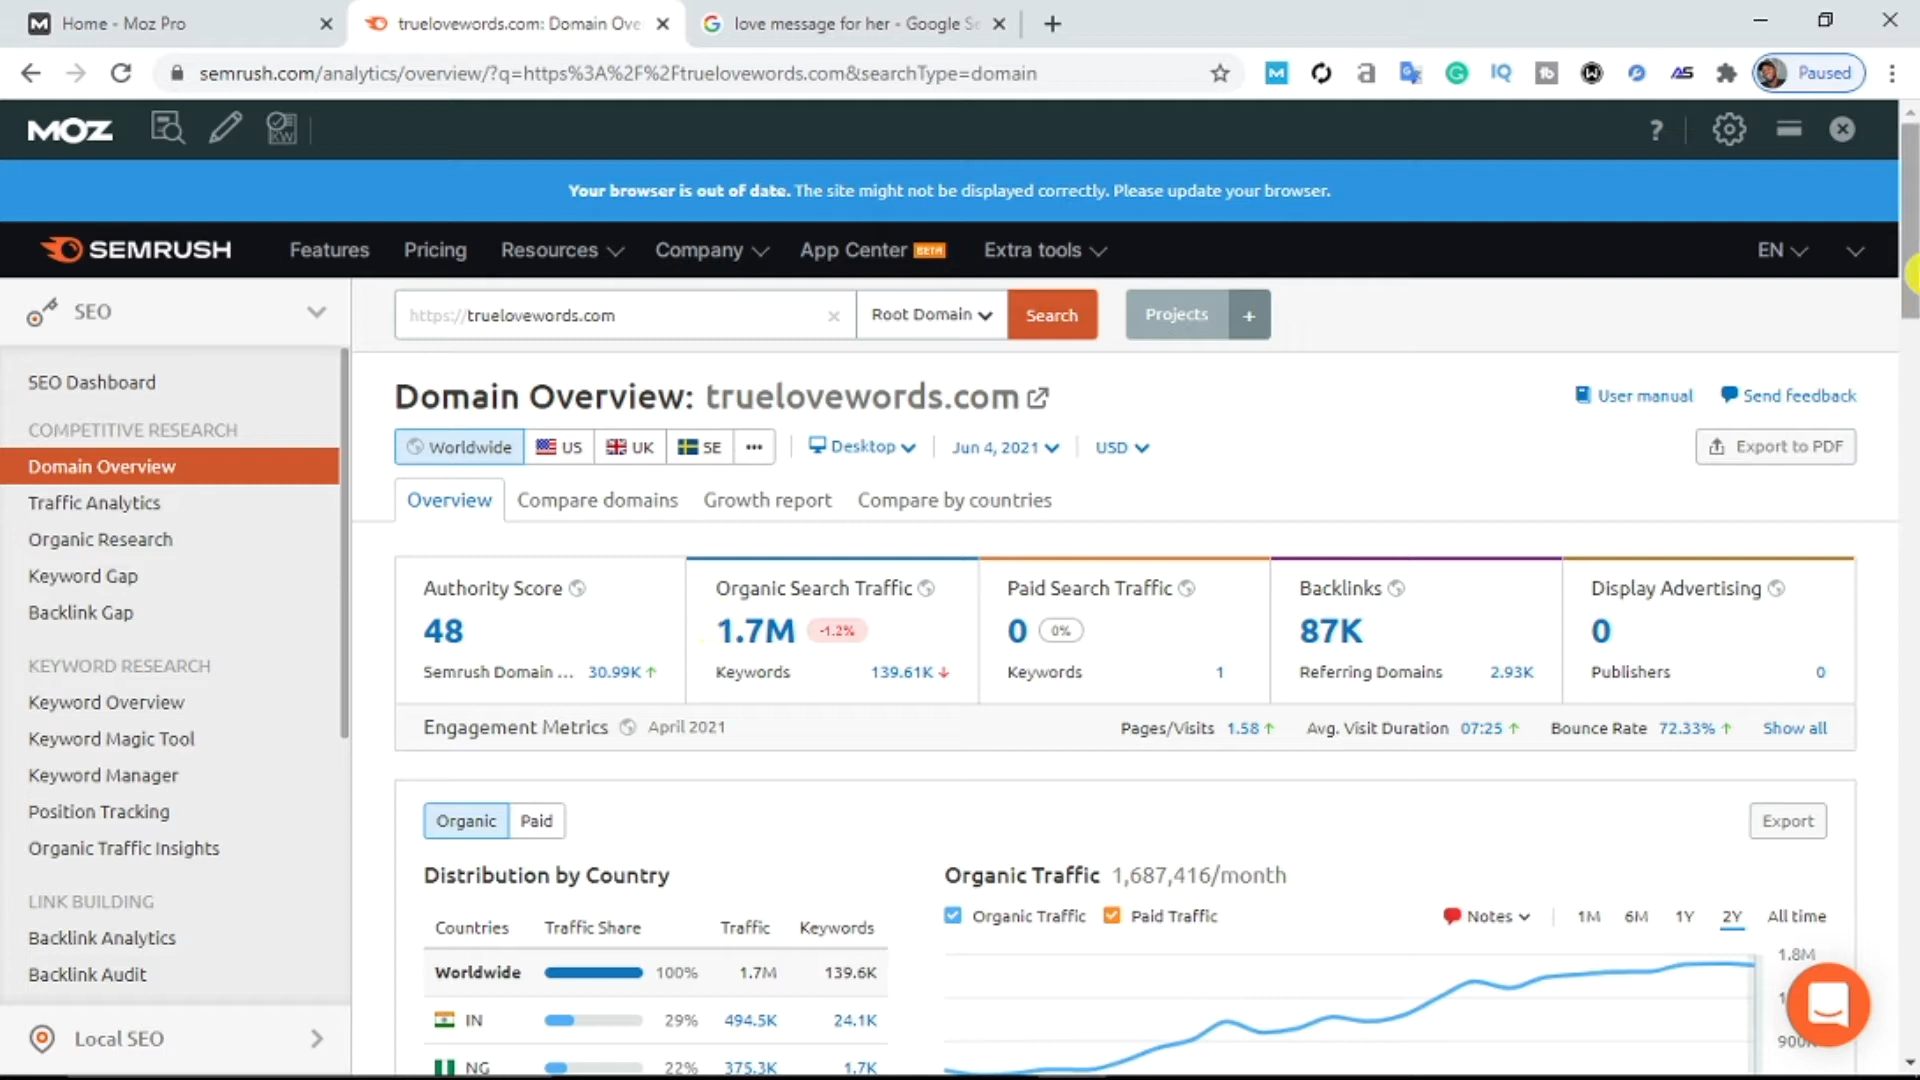 Home - Moz Pro
truelovewords.com: Domain Ove
love message for her - Google Se
semrush.com/analytics/overview/?q=https%3A%2F%2Ftruelovewords.com&searchType=domain
Paused
MOZ
KW
?
Your browser is out of date. The site might not be displayed correctly. Please update your browser.
SEMRUSH
Features
Pricing
Resources
Company
App Center BETA
Extra tools
EN
SEO
https://truelovewords.com
Root Domain
Search
Projects
+
SEO Dashboard
COMPETITIVE RESEARCH
Domain Overview
Traffic Analytics
Organic Research
Keyword Gap
Backlink Gap
KEYWORD RESEARCH
Keyword Overview
Keyword Magic Tool
Keyword Manager
Position Tracking
Organic Traffic Insights
LINK BUILDING
Backlink Analytics
Backlink Audit
Local SEO
Domain Overview: truelovewords.com
User manual
Send feedback
Worldwide
US
UK
SE
Desktop
Jun 4, 2021
USD
Export to PDF
Overview
Compare domains
Growth report
Compare by countries
Authority Score
48
Semrush Domain ... 30.99K
Organic Search Traffic
1.7M -1.2%
Keywords 139.61K
Paid Search Traffic
0 0%
Keywords 1
Backlinks
87K
Referring Domains 2.93K
Display Advertising
0
Publishers 0
Engagement Metrics April 2021
Pages/Visits 1.58
Avg. Visit Duration 07:25
Bounce Rate 72.33%
Show all
Organic
Paid
Export
Distribution by Country
Countries Traffic Share Traffic Keywords
Worldwide 100% 1.7M 139.6K
IN 29% 494.5K 24.1K
NG 22% 375.3K 1.7K
Organic Traffic 1,687,416/month
Organic Traffic
Paid Traffic
Notes
1M 6M 1Y 2Y All time
1.8M
900K